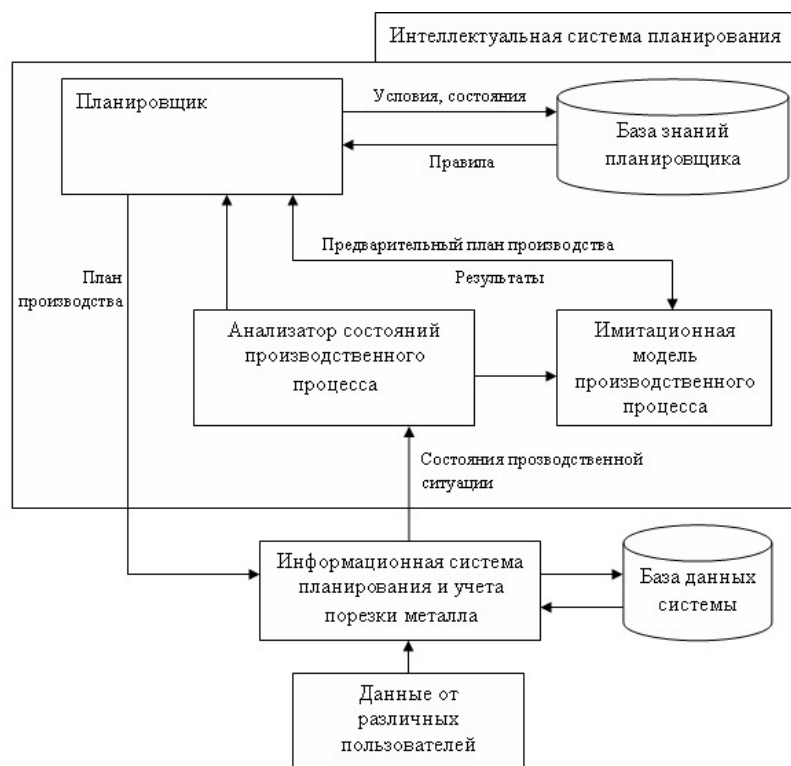 Интеллектуальная система планирования
Планировщик
Условия, состояния
База знаний
планировщика
Правила
План
производства
Предварительный план производства
Результаты
Анализатор состояний
производственного
процесса
Имитационная
модель
производственного
процесса
Состояния прозводственной
ситуации
Информационная система
планирования и учета
порезки металла
База данных
системы
Данные от
различных
пользователей